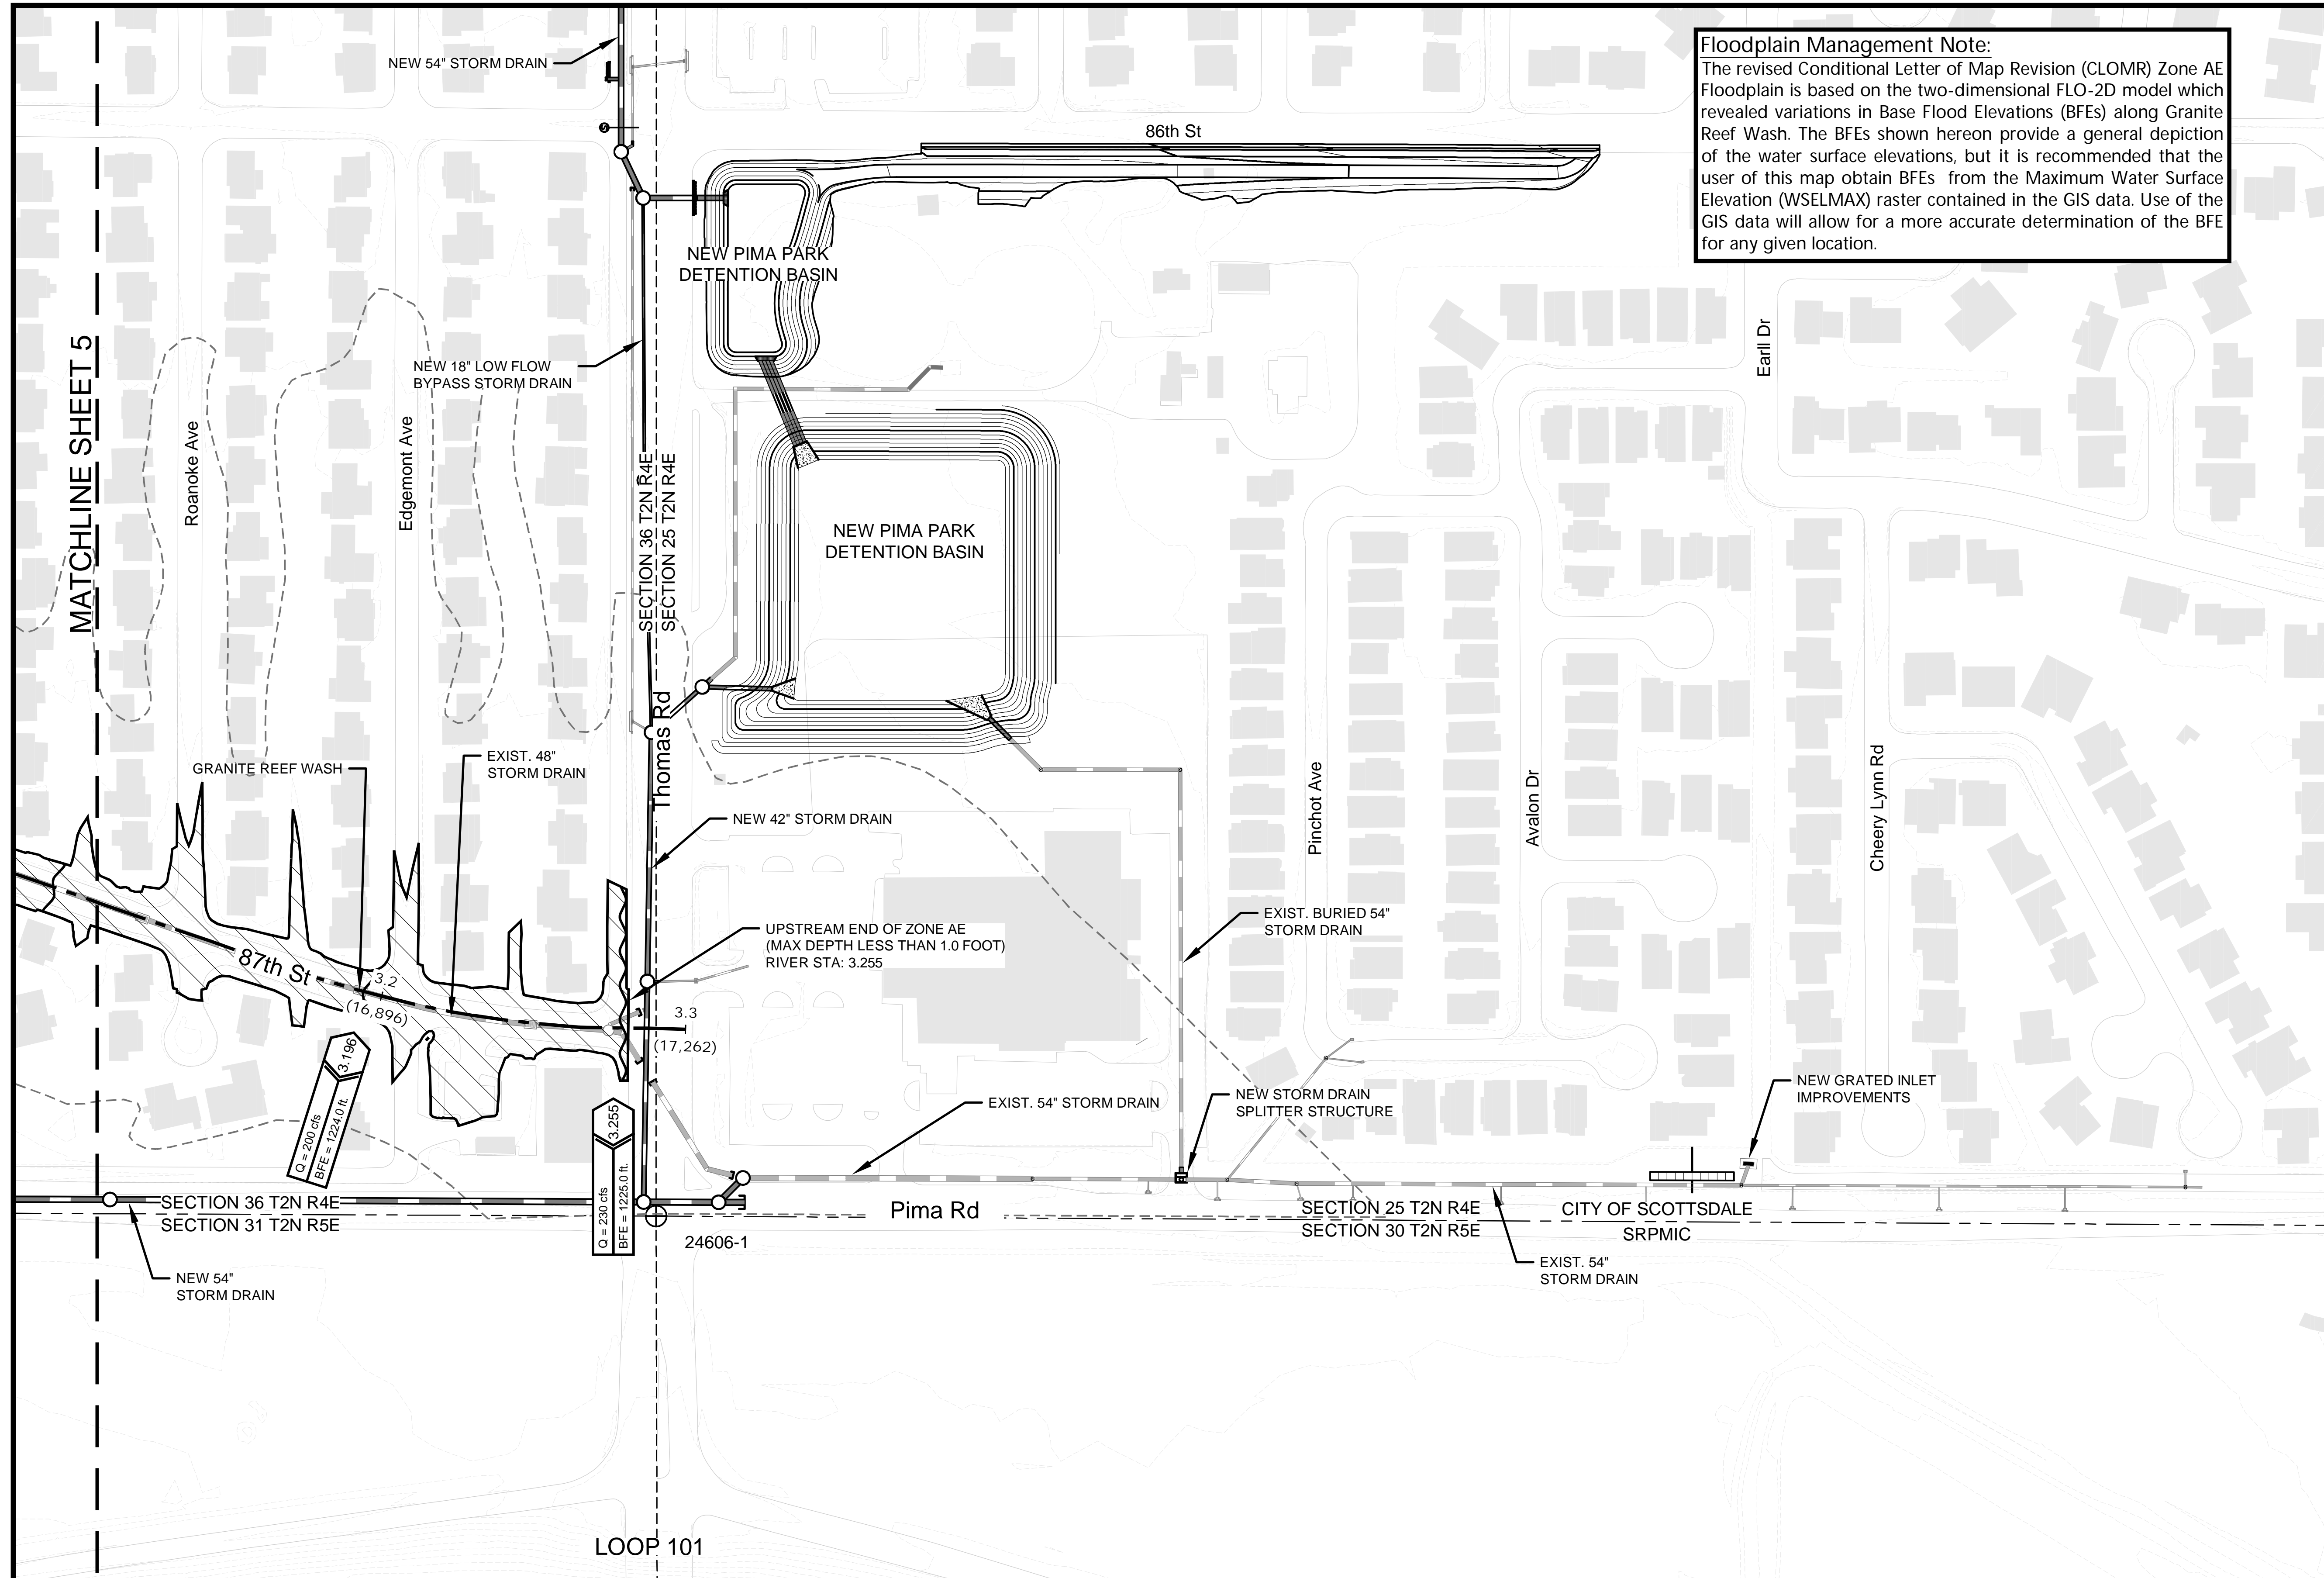 Floodplain Management Note:
The revised Conditional Letter of Map Revision (CLOMR) Zone AE
Floodplain is based on the two-dimensional FLO-2D model which
revealed variations in Base Flood Elevations (BFEs) along Granite
Reef Wash. The BFEs shown hereon provide a general depiction
of the water surface elevations, but it is recommended that the
user of this map obtain BFEs from the Maximum Water Surface
Elevation (WSELMAX) raster contained in the GIS data. Use of the
GIS data will allow for a more accurate determination of the BFE
for any given location.
NEW 54" STORM DRAIN
86th St
NEW PIMA PARK
DETENTION BASIN
NEW 18" LOW FLOW
BYPASS STORM DRAIN
MATCHLINE SHEET 5
Roanoke Ave
Edgemont Ave
SECTION 36 T2N R4E
SECTION 25 T2N R4E
NEW PIMA PARK
DETENTION BASIN
Earll Dr
Thomas Rd
GRANITE REEF WASH
EXIST. 48"
STORM DRAIN
NEW 42" STORM DRAIN
Pinchot Ave
Avalon Dr
Cheery Lynn Rd
UPSTREAM END OF ZONE AE
(MAX DEPTH LESS THAN 1.0 FOOT)
RIVER STA: 3.255
EXIST. BURIED 54"
STORM DRAIN
87th St
3.2
(16,896)
3.3
(17,262)
3.196
Q = 200 cfs
BFE = 1224.0 ft.
3.255
Q = 230 cfs
BFE = 1225.0 ft.
EXIST. 54" STORM DRAIN
NEW STORM DRAIN
SPLITTER STRUCTURE
NEW GRATED INLET
IMPROVEMENTS
SECTION 36 T2N R4E
SECTION 31 T2N R5E
Pima Rd
24606-1
SECTION 25 T2N R4E
SECTION 30 T2N R5E
CITY OF SCOTTSDALE
SRPMIC
NEW 54"
STORM DRAIN
EXIST. 54"
STORM DRAIN
LOOP 101